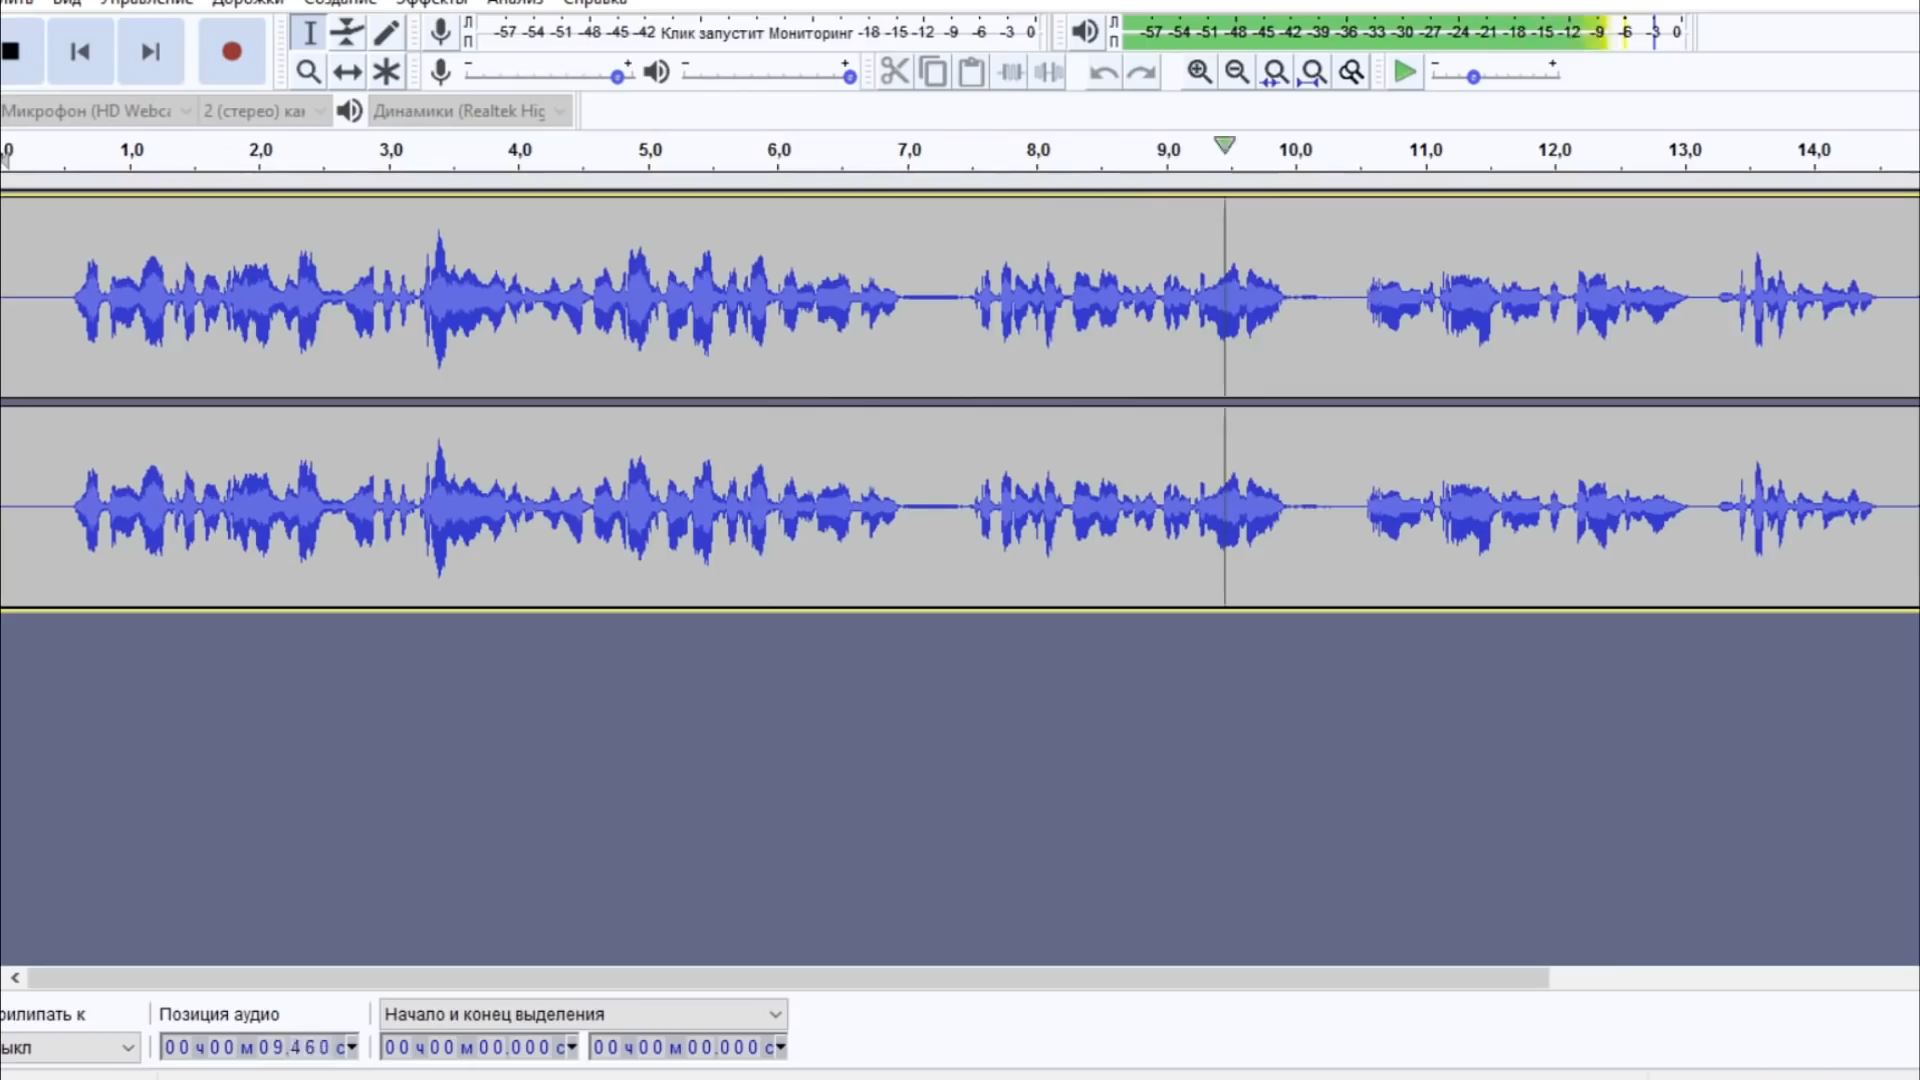 Вид Управление Дорожки Создание Эффекты Анализ Справка
Л П -57 -54 -51 -48 -45 -42 Клик запустит Мониторинг -18 -15 -12 -9 -6 -3 0
Л П -57 -54 -51 -48 -45 -42 -39 -36 -33 -30 -27 -24 -21 -18 -15 -12 -9 -6 -3 0
- + - + - +
Микрофон (HD Webca 2 (стерео) кан Динамики (Realtek Hig
,0 1,0 2,0 3,0 4,0 5,0 6,0 7,0 8,0 9,0 10,0 11,0 12,0 13,0 14,0
рилипать к Позиция аудио Начало и конец выделения
ыкл 00 ч 00 м 09.460 с 00 ч 00 м 00.000 с 00 ч 00 м 00.000 с